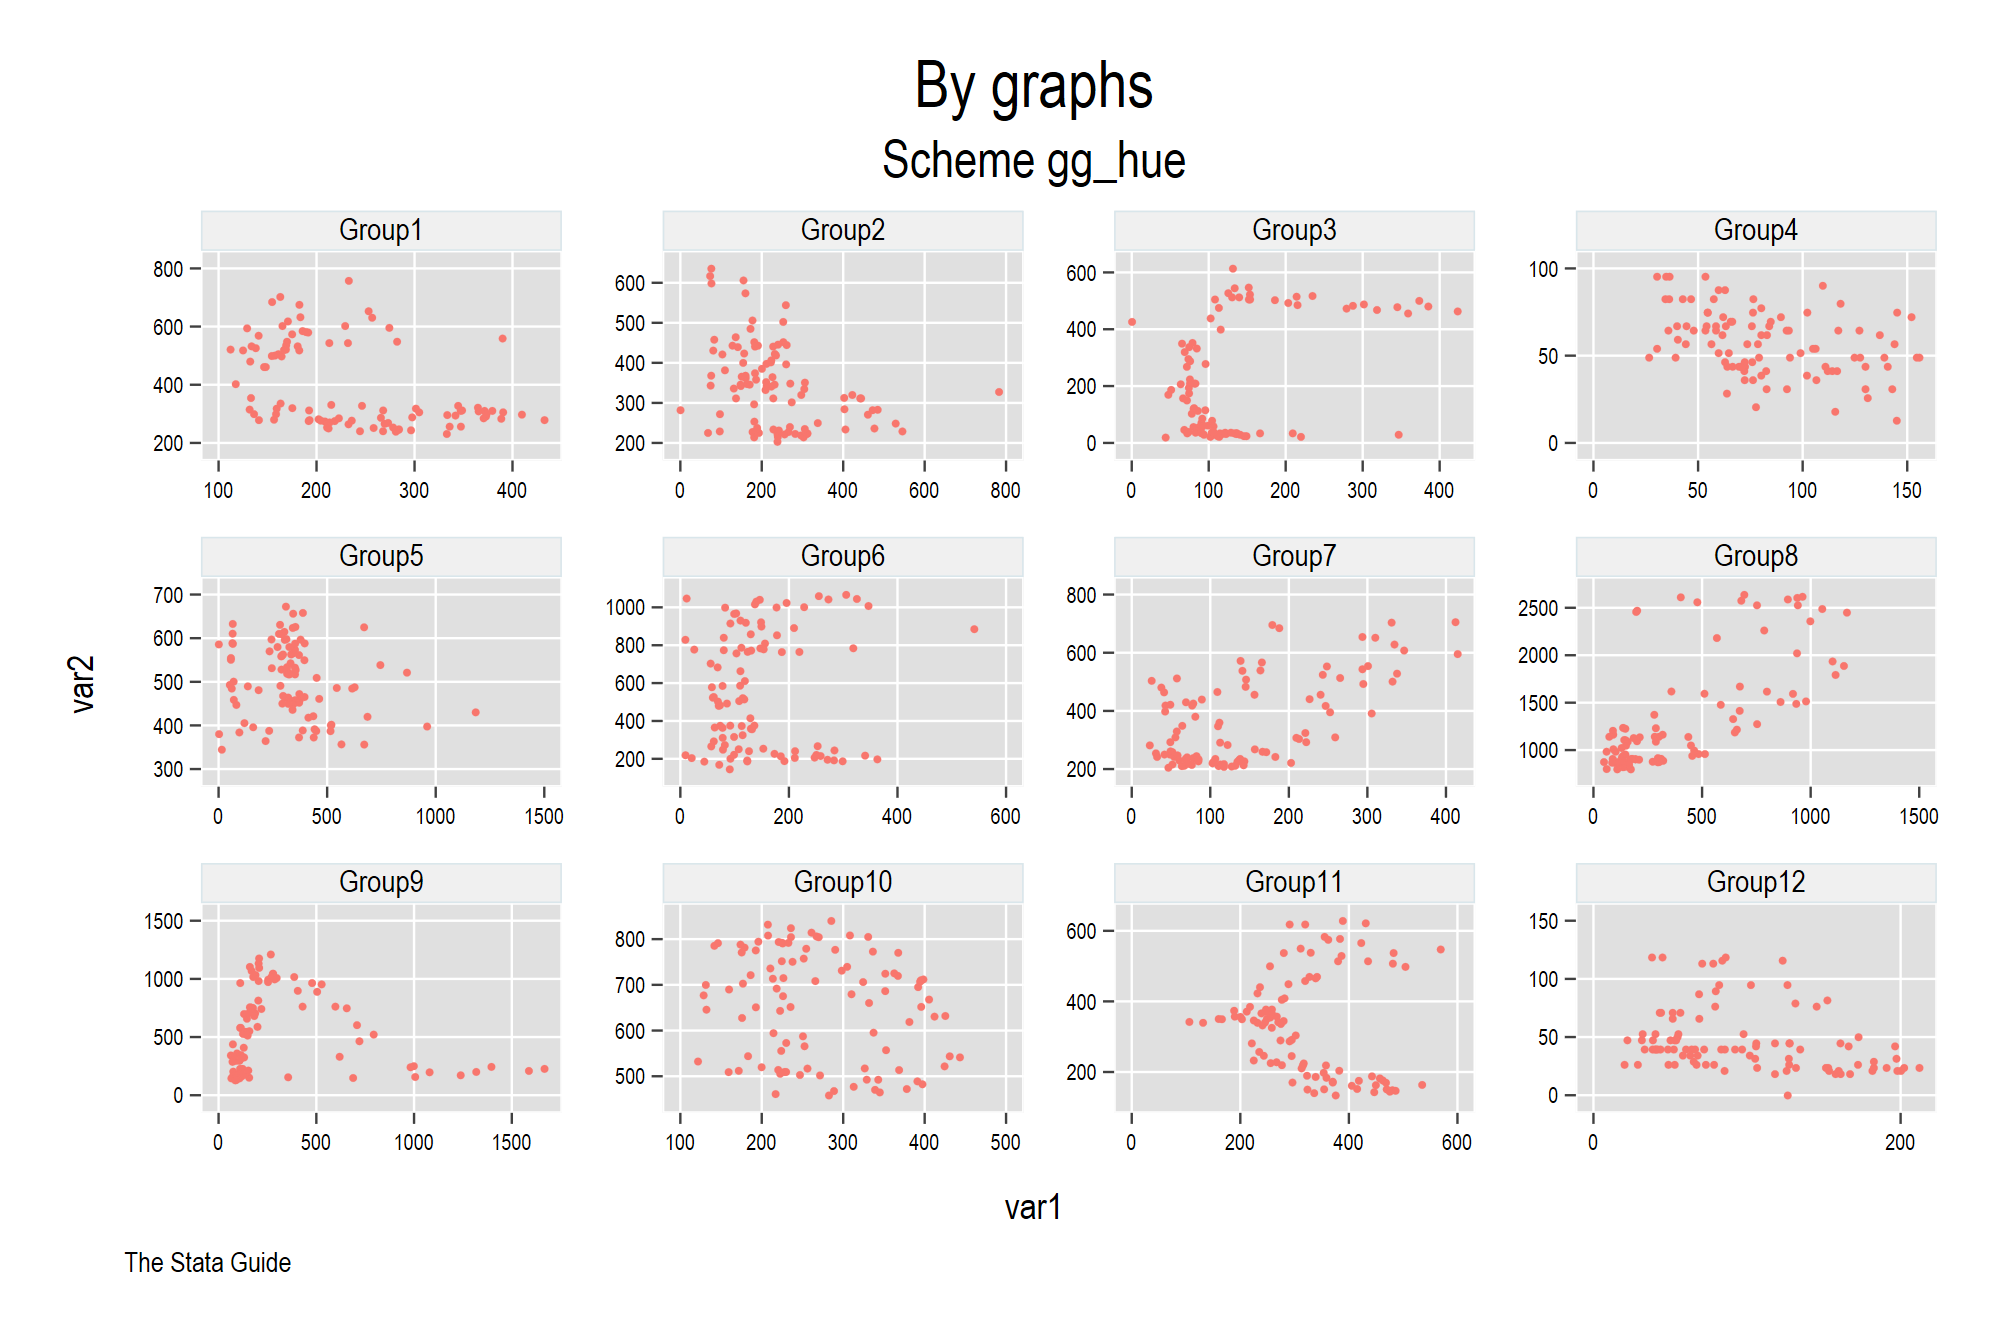 By graphs
Scheme gg_hue
Group1
Group2
Group3
Group4
800
600
400
200
100 200 300 400
600
500
400
300
200
0 200 400 600 800
600
400
200
0
0 100 200 300 400
100
50
0
0 50 100 150
var2
Group5
Group6
Group7
Group8
700
600
500
400
300
0 500 1000 1500
1000
800
600
400
200
0 200 400 600
800
600
400
200
0 100 200 300 400
2500
2000
1500
1000
0 500 1000 1500
Group9
Group10
Group11
Group12
1500
1000
500
0
0 500 1000 1500
800
700
600
500
100 200 300 400 500
600
400
200
0 200 400 600
150
100
50
0
0 200
var1
The Stata Guide